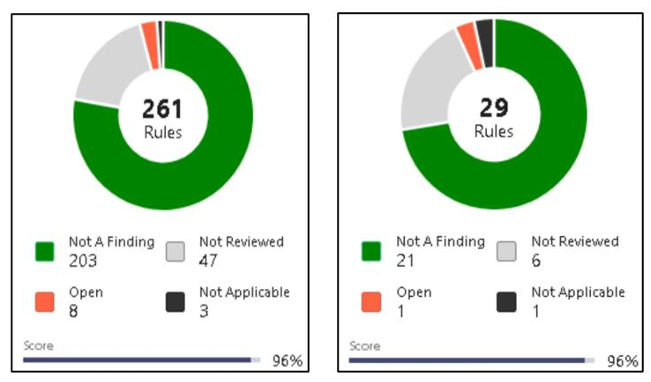 261
Rules
Not A Finding
203
Not Reviewed
47
Open
8
Not Applicable
3
Score
96%
29
Rules
Not A Finding
21
Not Reviewed
6
Open
1
Not Applicable
1
Score
96%